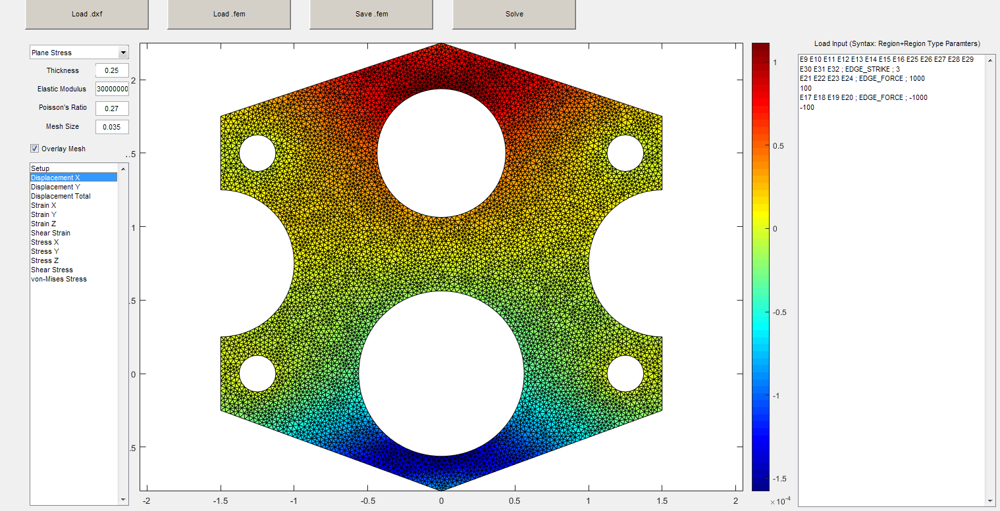 Load .dxf
Load .fem
Save .fem
Solve
Plane Stress
Thickness 0.25
Elastic Modulus 30000000
Poisson's Ratio 0.27
Mesh Size 0.035
Overlay Mesh
Setup
Displacement X
Displacement Y
Displacement Total
Strain X
Strain Y
Strain Z
Shear Strain
Stress X
Stress Y
Stress Z
Shear Stress
von-Mises Stress
2
.5
1
.5
0
.5
-2 -1.5 -1 -0.5 0 0.5 1 1.5 2
1
0.5
0
-0.5
-1
-1.5
×10-4
Load Input (Syntax: Region+Region Type Paramters)
E9 E10 E11 E12 E13 E14 E15 E16 E25 E26 E27 E28 E29
E30 E31 E32 ; EDGE_STRIKE ; 3
E21 E22 E23 E24 ; EDGE_FORCE ; 1000
100
E17 E18 E19 E20 ; EDGE_FORCE ; -1000
-100